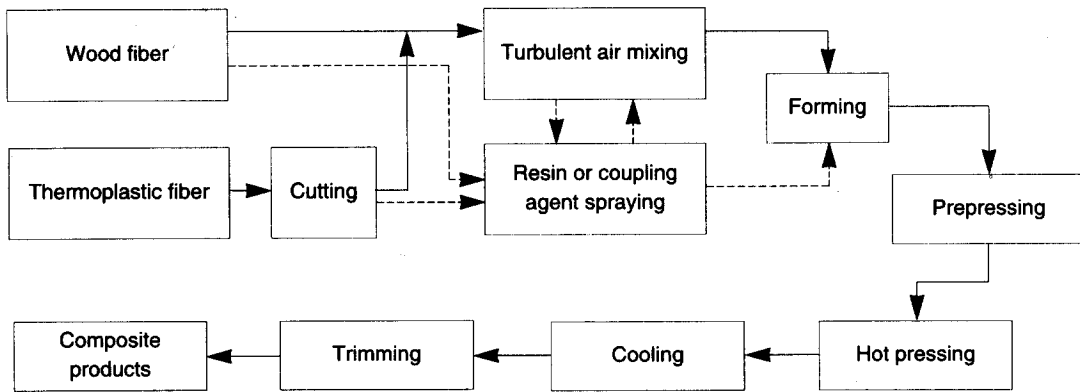 Wood fiber
Turbulent air mixing
Forming
Thermoplastic fiber
Cutting
Resin or coupling
agent spraying
Prepressing
Composite
products
Trimming
Cooling
Hot pressing